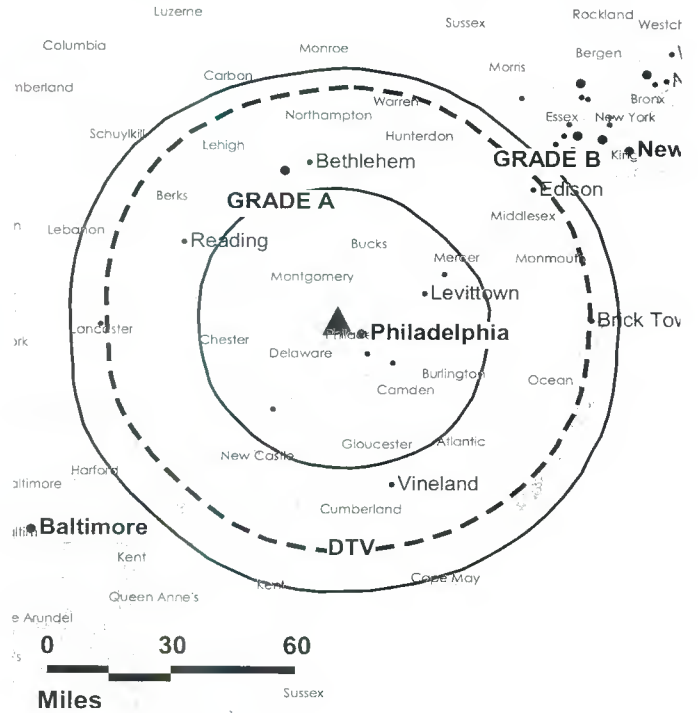 Luzerne
Rockland
Sussex
Columbia
Monroe
Bergen
Morris
Carbon
Warren
Bronx
Northampton
Essex
New York
Schuylkill
Hunterdon
Lehigh
Bethlehem
GRADE B
New
Edison
Berks
GRADE A
Middlesex
Lebanon
Reading
Bucks
Mercer
Monmouth
Montgomery
Levittown
Lancaster
Philadelphia
Brick Tow
Chester
Delaware
Burlington
Ocean
Camden
Gloucester
Atlantic
New Castle
Harford
Vineland
Cumberland
Baltimore
DTV
Kent
Kent
Cape May
Queen Anne's
e Arundel
0 30 60
Miles
Sussex